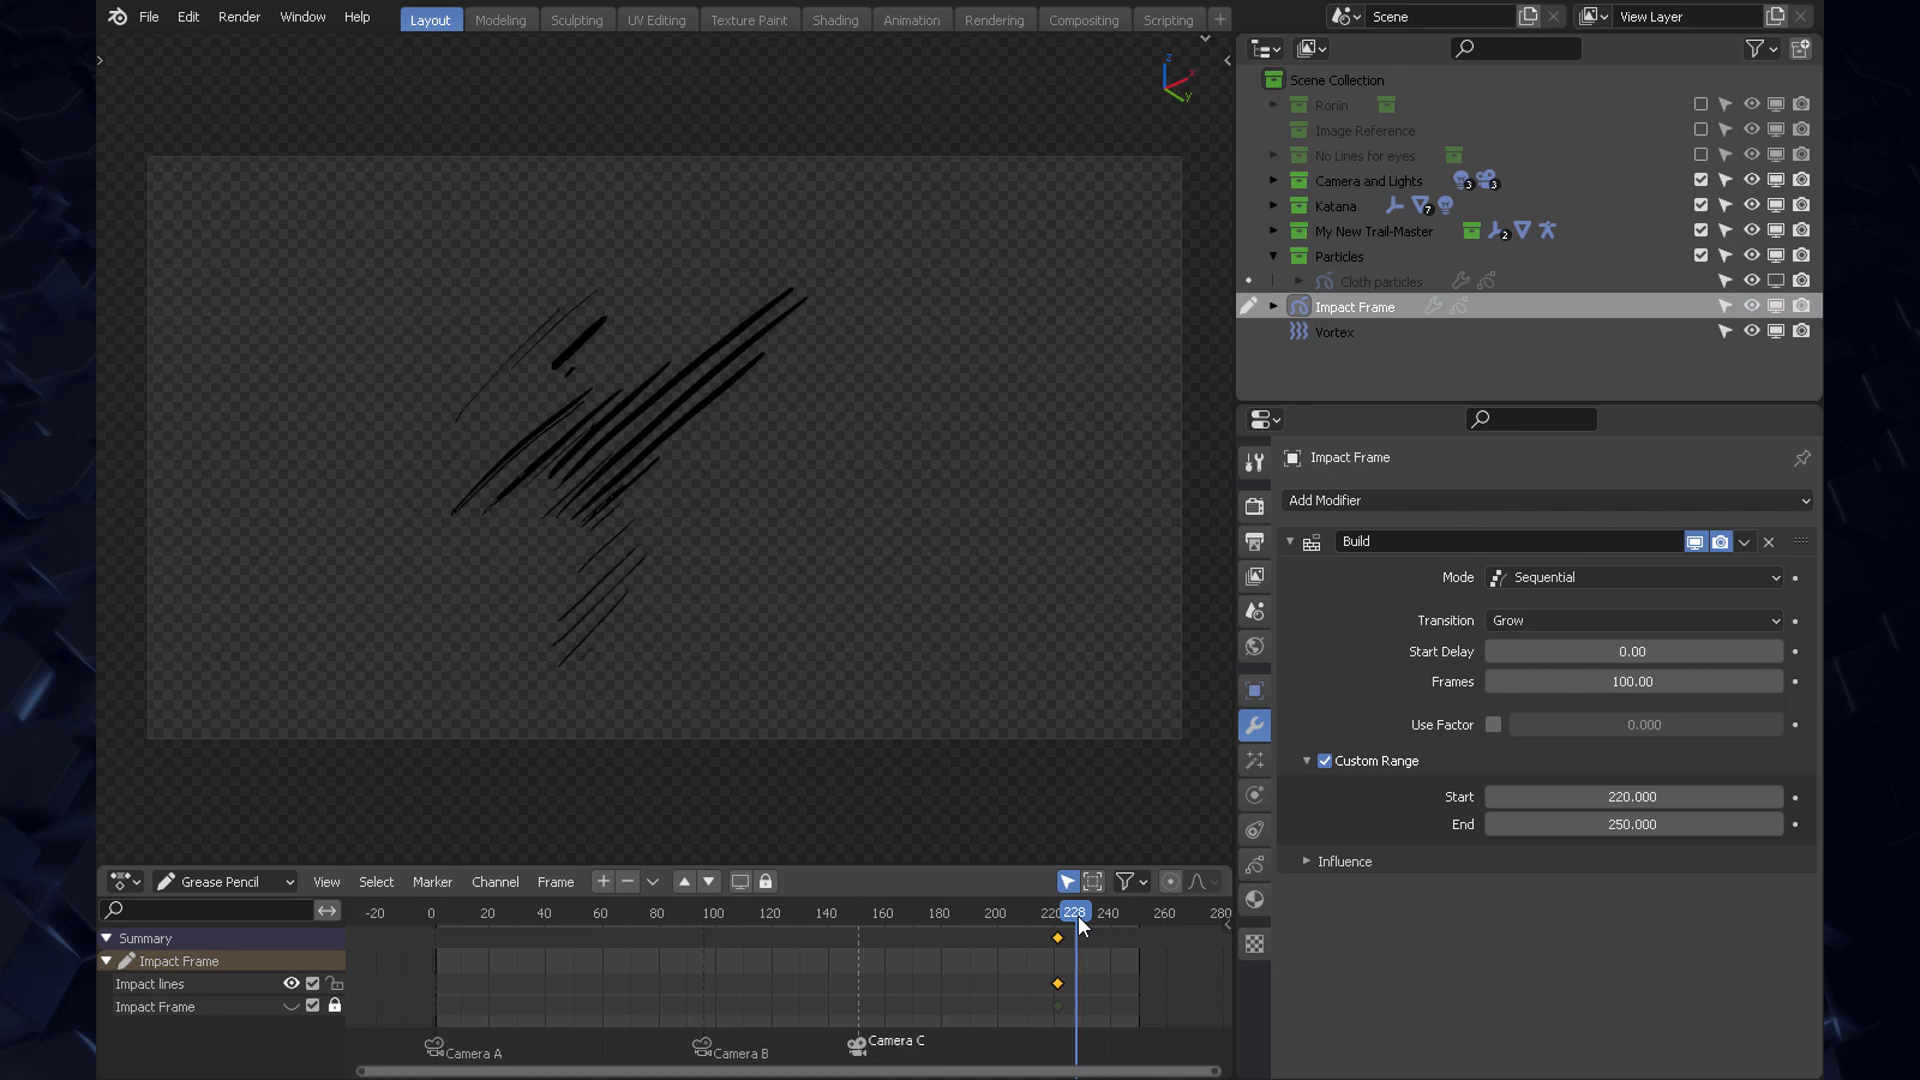 File Edit Render Window Help
Layout Modeling Sculpting UV Editing Texture Paint Shading Animation Rendering Compositing Scripting +
Scene
View Layer
z
x
y
Scene Collection
Ronin
Image Reference
No Lines for eyes
Camera and Lights 3 3
Katana 7
My New Trail-Master 2
Particles
Cloth particles
Impact Frame
Vortex
Impact Frame
Add Modifier
Build
Mode Sequential
Transition Grow
Start Delay 0.00
Frames 100.00
Use Factor 0.000
Custom Range
Start 220.000
End 250.000
Influence
Grease Pencil View Select Marker Channel Frame
-20 0 20 40 60 80 100 120 140 160 180 200 220 228 240 260 280
Summary
Impact Frame
Impact lines
Impact Frame
Camera A Camera B Camera C